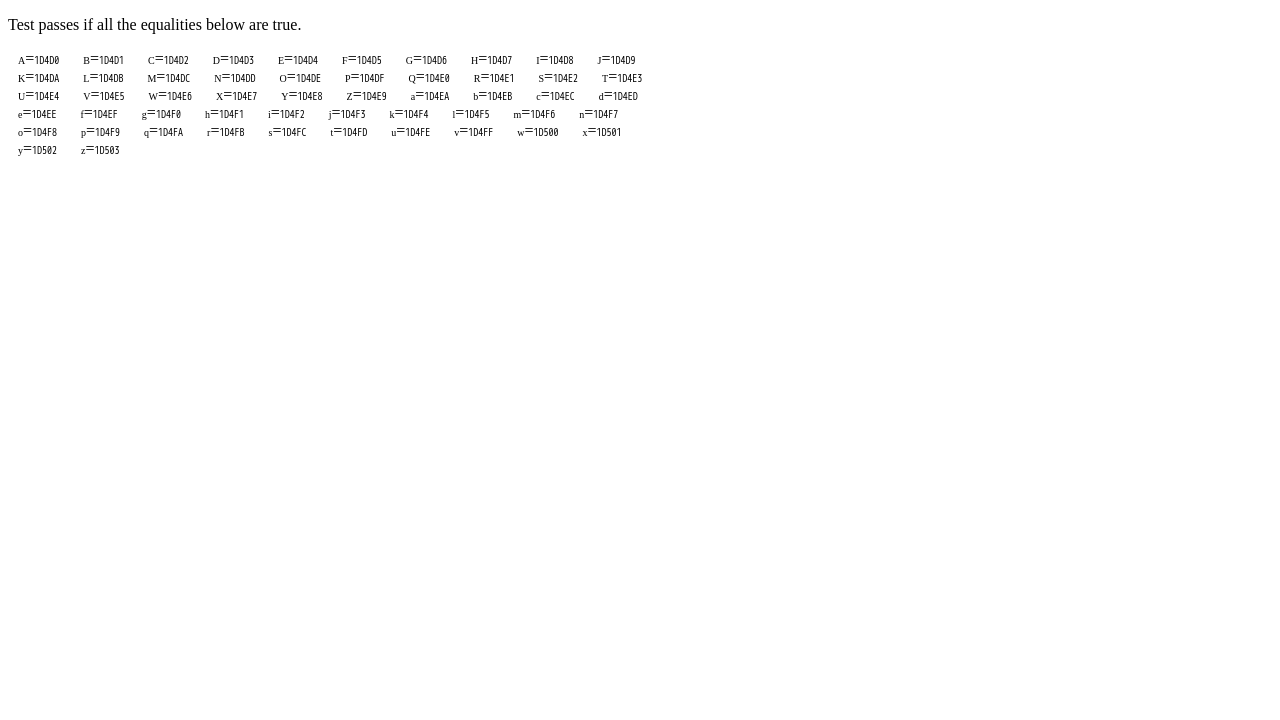 Test passes if all the equalities below are true.
A=1D4D0 B=1D4D1 C=1D4D2 D=1D4D3 E=1D4D4 F=1D4D5 G=1D4D6 H=1D4D7 I=1D4D8 J=1D4D9
K=1D4DA L=1D4DB M=1D4DC N=1D4DD O=1D4DE P=1D4DF Q=1D4E0 R=1D4E1 S=1D4E2 T=1D4E3
U=1D4E4 V=1D4E5 W=1D4E6 X=1D4E7 Y=1D4E8 Z=1D4E9 a=1D4EA b=1D4EB c=1D4EC d=1D4ED
e=1D4EE f=1D4EF g=1D4F0 h=1D4F1 i=1D4F2 j=1D4F3 k=1D4F4 l=1D4F5 m=1D4F6 n=1D4F7
o=1D4F8 p=1D4F9 q=1D4FA r=1D4FB s=1D4FC t=1D4FD u=1D4FE v=1D4FF w=1D500 x=1D501
y=1D502 z=1D503